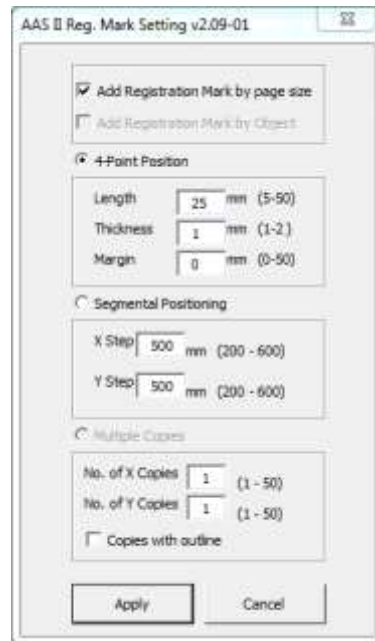 AAS II Reg. Mark Setting v2.09-01
Add Registration Mark by page size
Add Registration Mark by Object
4-Point Position
Length 25 mm (5-50)
Thickness 1 mm (1-2 )
Margin 0 mm (0-50)
Segmental Positioning
X Step 500 mm (200 - 600)
Y Step 500 mm (200 - 600)
Multiple Copies
No. of X Copies 1 (1 - 50)
No. of Y Copies 1 (1 - 50)
Copies with outline
Apply Cancel